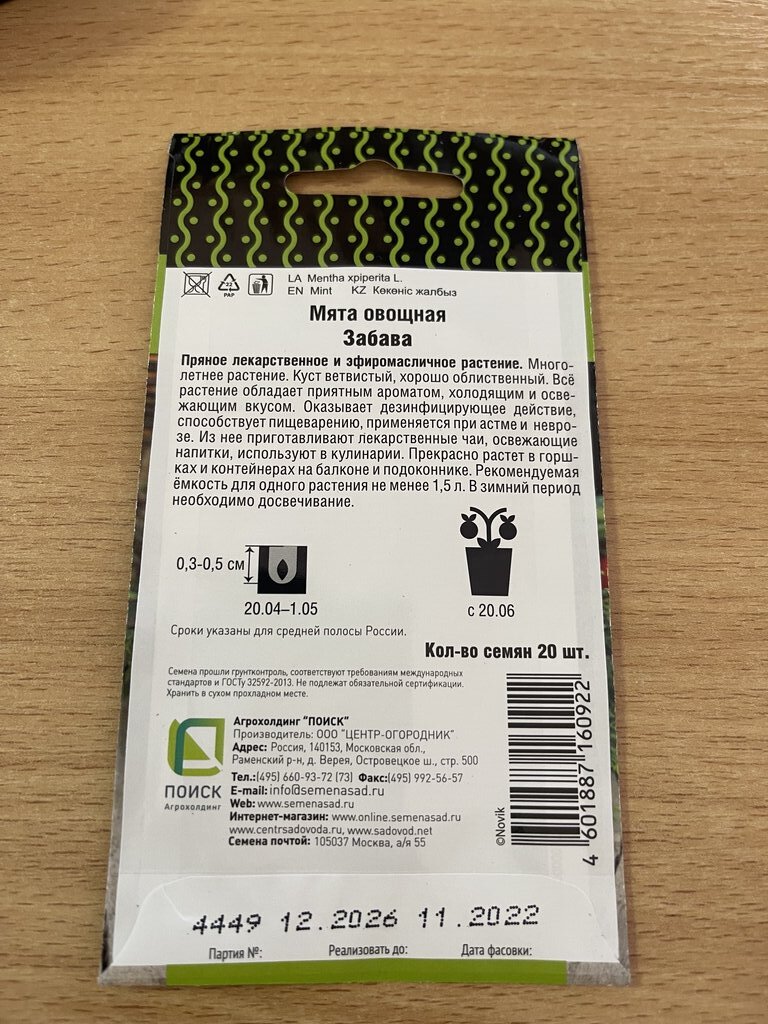 LA Mentha xpiperita L.
EN Mint KZ Көкөніс жалбыз
32
PAP
Мята овощная
Забава
Пряное лекарственное и эфиромасличное растение. Много-
летнее растение. Куст ветвистый, хорошо облиственный. Всё
растение обладает приятным ароматом, холодящим и осве-
жающим вкусом. Оказывает дезинфицирующее действие,
способствует пищеварению, применяется при астме и невро-
зе. Из нее приготавливают лекарственные чаи, освежающие
напитки, используют в кулинарии. Прекрасно растет в горш-
ках и контейнерах на балконе и подоконнике. Рекомендуемая
ёмкость для одного растения не менее 1,5 л. В зимний период
необходимо досвечивание.
0,3-0,5 см
20.04–1.05
с 20.06
Сроки указаны для средней полосы России.
Кол-во семян 20 шт.
Семена прошли грунтконтроль, соответствуют требованиям международных
стандартов и ГОСТу 32592-2013. Не подлежат обязательной сертификации.
Хранить в сухом прохладном месте.
ПОИСК
Агрохолдинг
Агрохолдинг "ПОИСК"
Производитель: ООО "ЦЕНТР-ОГОРОДНИК"
Адрес: Россия, 140153, Московская обл.,
Раменский р-н, д. Верея, Островецкое ш., стр. 500
Тел.:(495) 660-93-72 (73) Факс:(495) 992-56-57
E-mail: info@semenasad.ru
Web: www.semenasad.ru
Интернет-магазин: www.online.semenasad.ru
www.centrsadovoda.ru, www.sadovod.net
Семена почтой: 105037 Москва, а/я 55
©Novik
4 601887 160922
4449 12.2026 11.2022
Партия №: Реализовать до: Дата фасовки: